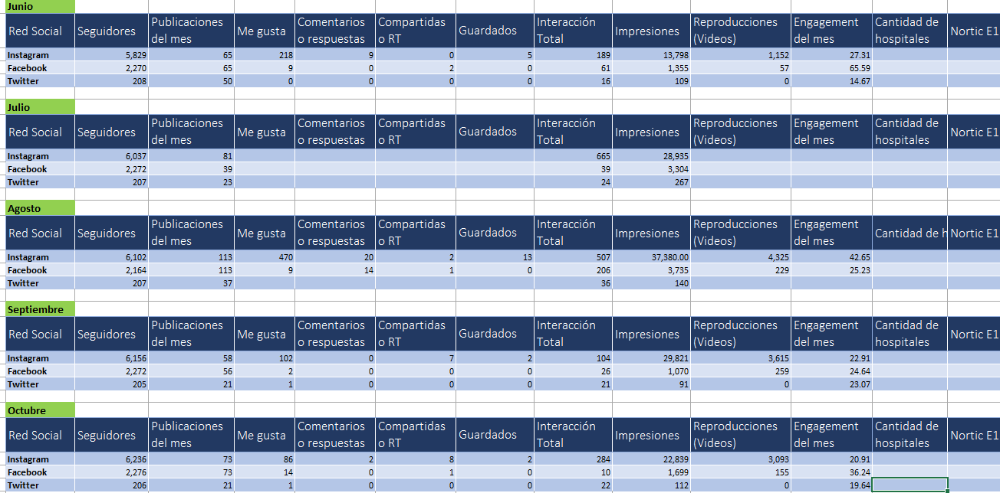 Junio
Red Social Seguidores Publicaciones del mes Me gusta Comentarios o respuestas Compartidas o RT Guardados Interacción Total Impresiones Reproducciones (Videos) Engagement del mes Cantidad de hospitales Nortic E1
Instagram 5,829 65 218 9 0 5 189 13,798 1,152 27.31
Facebook 2,270 65 9 0 2 0 61 1,355 57 65.59
Twitter 208 50 0 0 0 0 16 109 0 14.67
Julio
Red Social Seguidores Publicaciones del mes Me gusta Comentarios o respuestas Compartidas o RT Guardados Interacción Total Impresiones Reproducciones (Videos) Engagement del mes Cantidad de hospitales Nortic E1
Instagram 6,037 81 665 28,935
Facebook 2,272 39 39 3,304
Twitter 207 23 24 267
Agosto
Red Social Seguidores Publicaciones del mes Me gusta Comentarios o respuestas Compartidas o RT Guardados Interacción Total Impresiones Reproducciones (Videos) Engagement del mes Cantidad de h Nortic E1
Instagram 6,102 113 470 20 2 13 507 37,380.00 4,325 42.65
Facebook 2,164 113 9 14 1 0 206 3,735 229 25.23
Twitter 207 37 36 140
Septiembre
Red Social Seguidores Publicaciones del mes Me gusta Comentarios o respuestas Compartidas o RT Guardados Interacción Total Impresiones Reproducciones (Videos) Engagement del mes Cantidad de hospitales Nortic E1
Instagram 6,156 58 102 0 7 2 104 29,821 3,615 22.91
Facebook 2,272 56 2 0 0 0 26 1,070 259 24.64
Twitter 205 21 1 0 0 0 21 91 0 23.07
Octubre
Red Social Seguidores Publicaciones del mes Me gusta Comentarios o respuestas Compartidas o RT Guardados Interacción Total Impresiones Reproducciones (Videos) Engagement del mes Cantidad de hospitales Nortic E1
Instagram 6,236 73 86 2 8 2 284 22,839 3,093 20.91
Facebook 2,276 73 14 0 1 0 10 1,699 155 36.24
Twitter 206 21 1 0 0 0 22 112 0 19.64